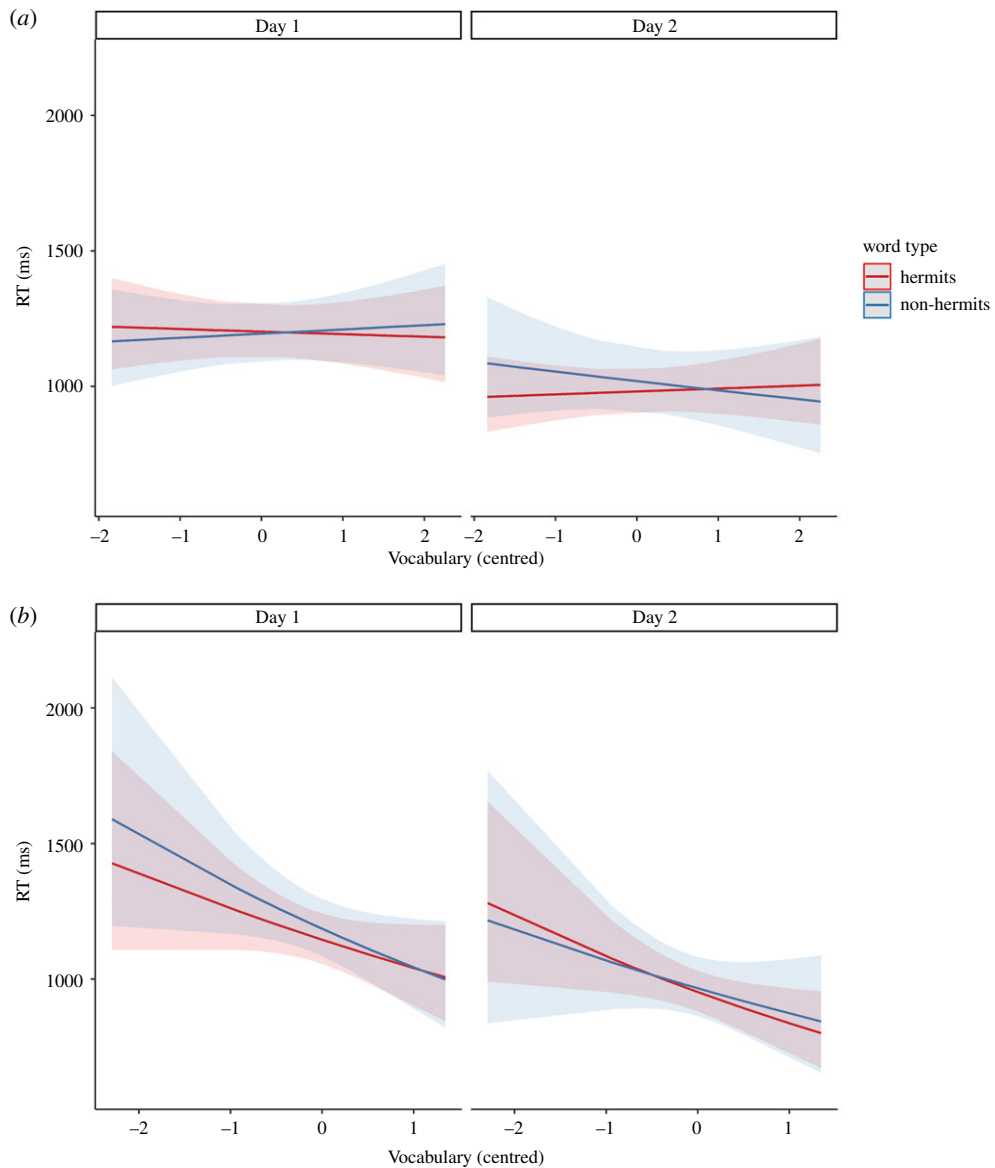 (a)
Day 1
Day 2
2000
1500
1000
RT (ms)
–2 –1 0 1 2
–2 –1 0 1 2
Vocabulary (centred)
word type
hermits
non-hermits
(b)
Day 1
Day 2
2000
1500
1000
RT (ms)
–2 –1 0 1
–2 –1 0 1
Vocabulary (centred)